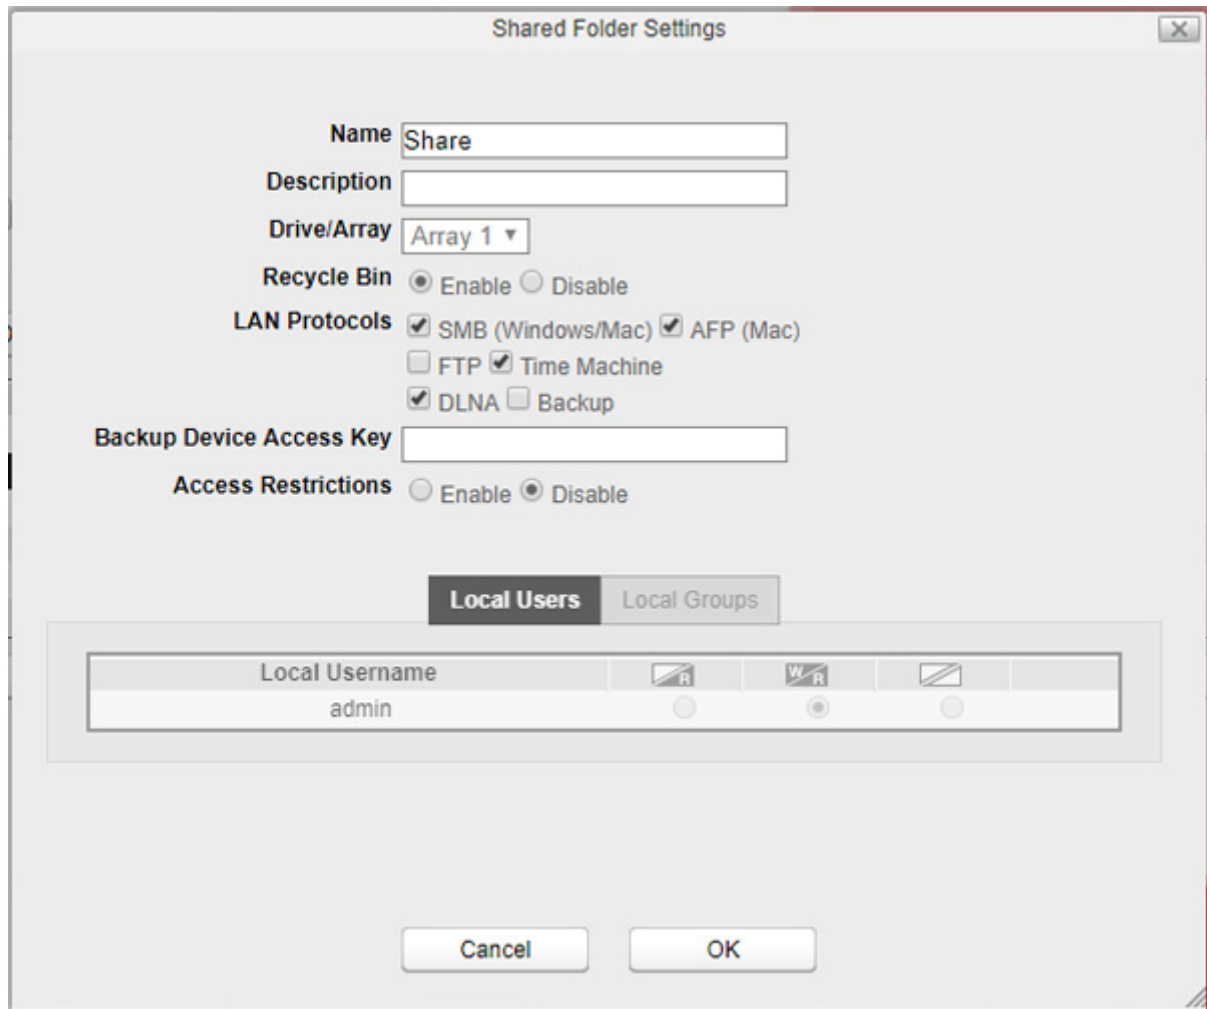 Shared Folder Settings
Name Share
Description
Drive/Array Array 1
Recycle Bin Enable Disable
LAN Protocols SMB (Windows/Mac) AFP (Mac)
FTP Time Machine
DLNA Backup
Backup Device Access Key
Access Restrictions Enable Disable
Local Users Local Groups
Local Username R W R
admin
Cancel OK